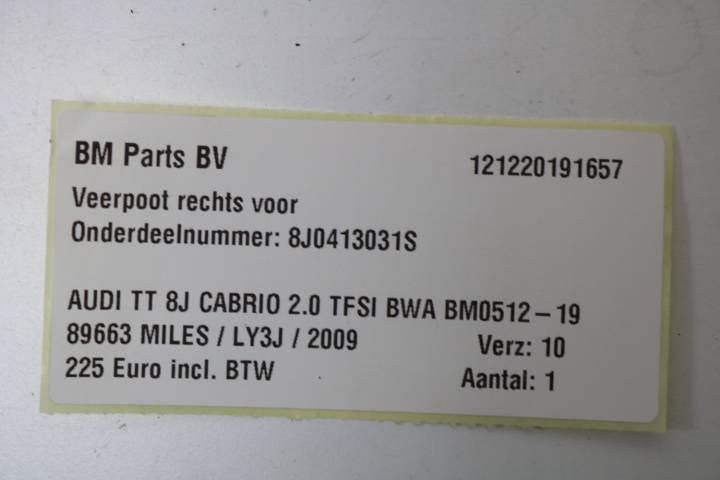 BM Parts BV 121220191657
Veerpoot rechts voor
Onderdeelnummer: 8J0413031S
AUDI TT 8J CABRIO 2.0 TFSI BWA BM0512-19
89663 MILES / LY3J / 2009 Verz: 10
225 Euro incl. BTW Aantal: 1